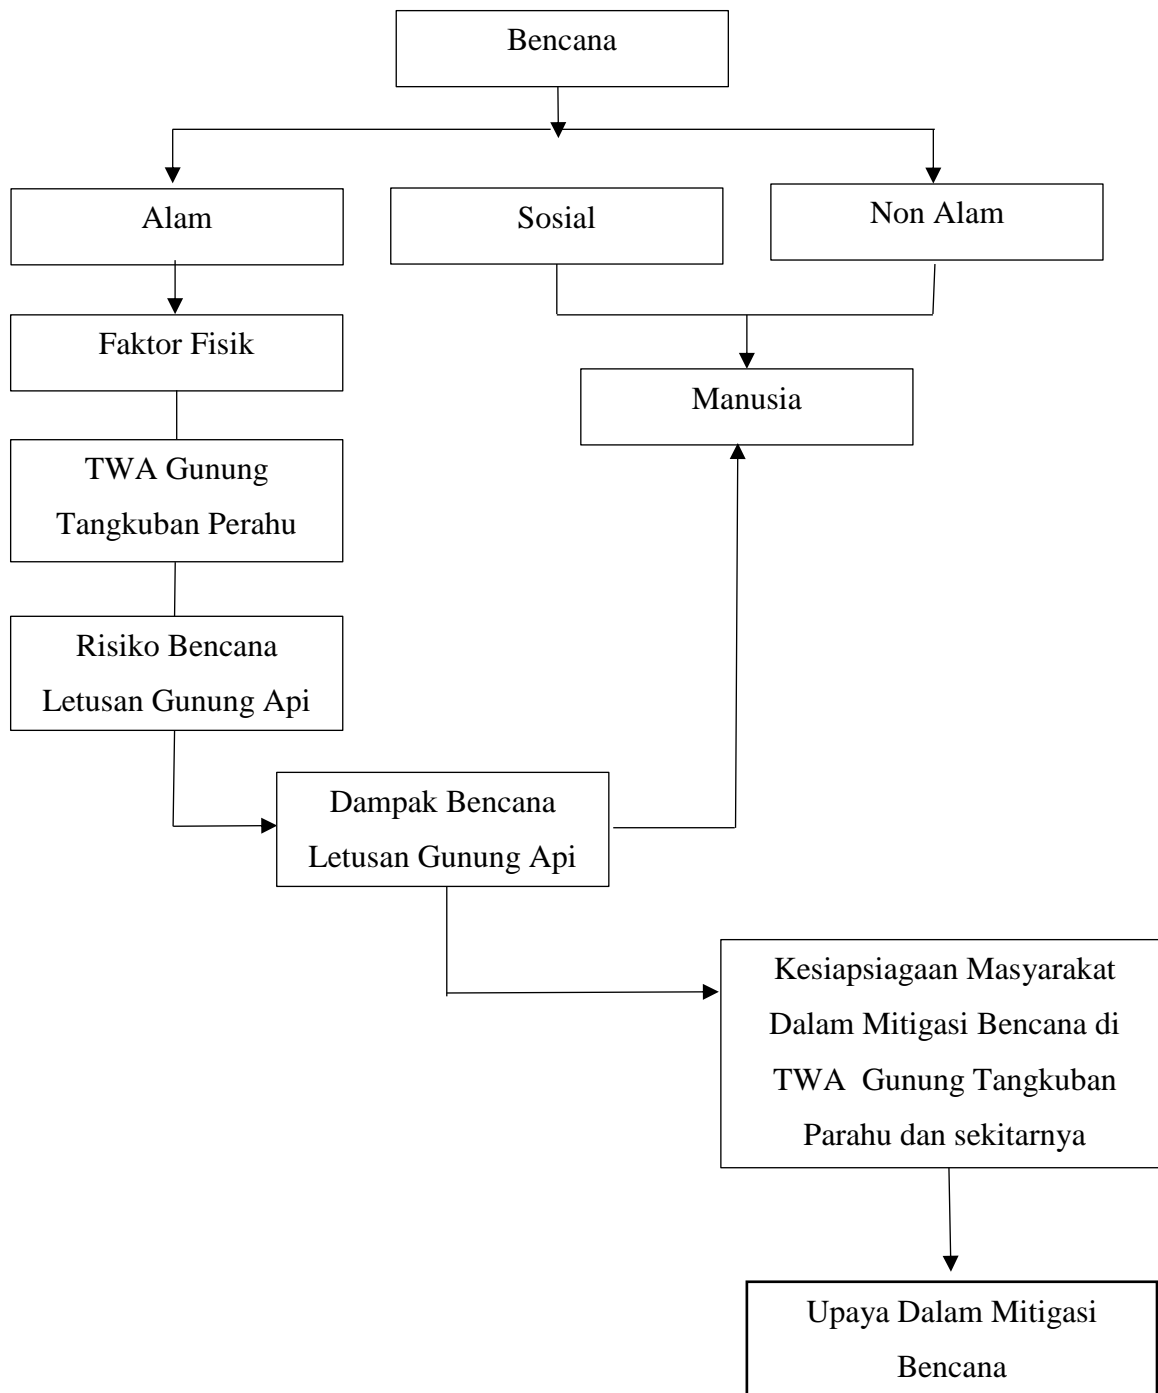 Bencana
Alam
Sosial
Non Alam
Faktor Fisik
Manusia
TWA Gunung
Tangkuban Perahu
Risiko Bencana
Letusan Gunung Api
Dampak Bencana
Letusan Gunung Api
Kesiapsiagaan Masyarakat
Dalam Mitigasi Bencana di
TWA Gunung Tangkuban
Parahu dan sekitarnya
Upaya Dalam Mitigasi
Bencana